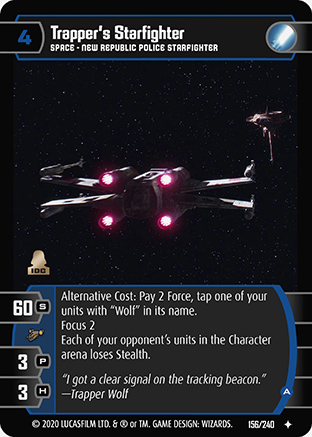 4
Trapper's Starfighter
SPACE - NEW REPUBLIC POLICE STARFIGHTER
IDC
60 S
3 P
3 H
Alternative Cost: Pay 2 Force, tap one of your
units with "Wolf" in its name.
Focus 2
Each of your opponent's units in the Character
arena loses Stealth.
"I got a clear signal on the tracking beacon."
—Trapper Wolf
A
© 2020 LUCASFILM LTD. & ® or TM. GAME DESIGN: WIZARDS. 156/240